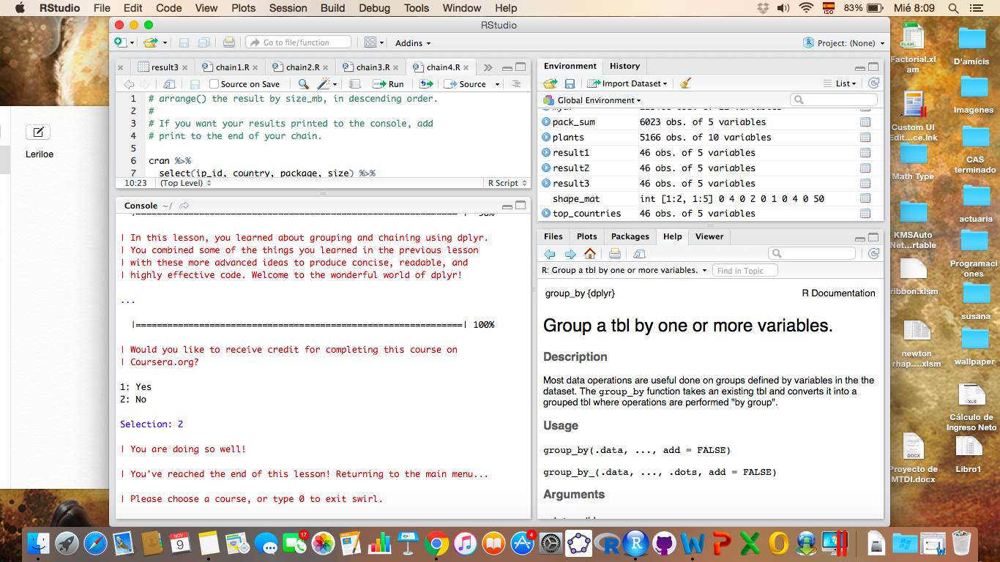 RStudio File Edit Code View Plots Session Build Debug Tools Window Help
ISO 83% Mié 8:09
RStudio
Go to file/function Addins Project: (None)
result3 chain1.R chain2.R chain3.R chain4.R
Source on Save Run Source
1 # arrange() the result by size_mb, in descending order.
2 #
3 # If you want your results printed to the console, add
4 # print to the end of your chain.
5
6 cran %>%
7 select(ip_id, country, package, size) %>%
10:23 (Top Level) R Script
Console ~/
| In this lesson, you learned about grouping and chaining using dplyr.
| You combined some of the things you learned in the previous lesson
| with these more advanced ideas to produce concise, readable, and
| highly effective code. Welcome to the wonderful world of dplyr!
...
|==============================================================| 100%
| Would you like to receive credit for completing this course on
| Coursera.org?
1: Yes
2: No
Selection: 2
| You are doing so well!
| You've reached the end of this lesson! Returning to the main menu...
| Please choose a course, or type 0 to exit swirl.
Environment History
Import Dataset List
Global Environment
pack_sum 6023 obs. of 5 variables
plants 5166 obs. of 10 variables
result1 46 obs. of 5 variables
result2 46 obs. of 5 variables
result3 46 obs. of 5 variables
shape_mat int [1:2, 1:5] 0 4 0 2 0 1 0 4 0 50
top_countries 46 obs. of 5 variables
Files Plots Packages Help Viewer
R: Group a tbl by one or more variables. Find in Topic
group_by {dplyr} R Documentation
Group a tbl by one or more variables.
Description
Most data operations are useful done on groups defined by variables in the the
dataset. The group_by function takes an existing tbl and converts it into a
grouped tbl where operations are performed "by group".
Usage
group_by(.data, ..., add = FALSE)
group_by_(.data, ..., .dots, add = FALSE)
Arguments
Leriloe
XLAM
Factorial.xl
am
D'amicis
Imagenes
Custom UI
Edit...ce.lnk
CAS
terminado
Math Type
actuaria
KMSAuto
Net...rtable
Programaci
ones
ribbon.xlsm
susana
newton
rhap....xlsm
wallpaper
XLS
Cálculo de
Ingreso Neto
DOCX
Proyecto de
MTDI.docx
Libro1
NOV
9
17
4